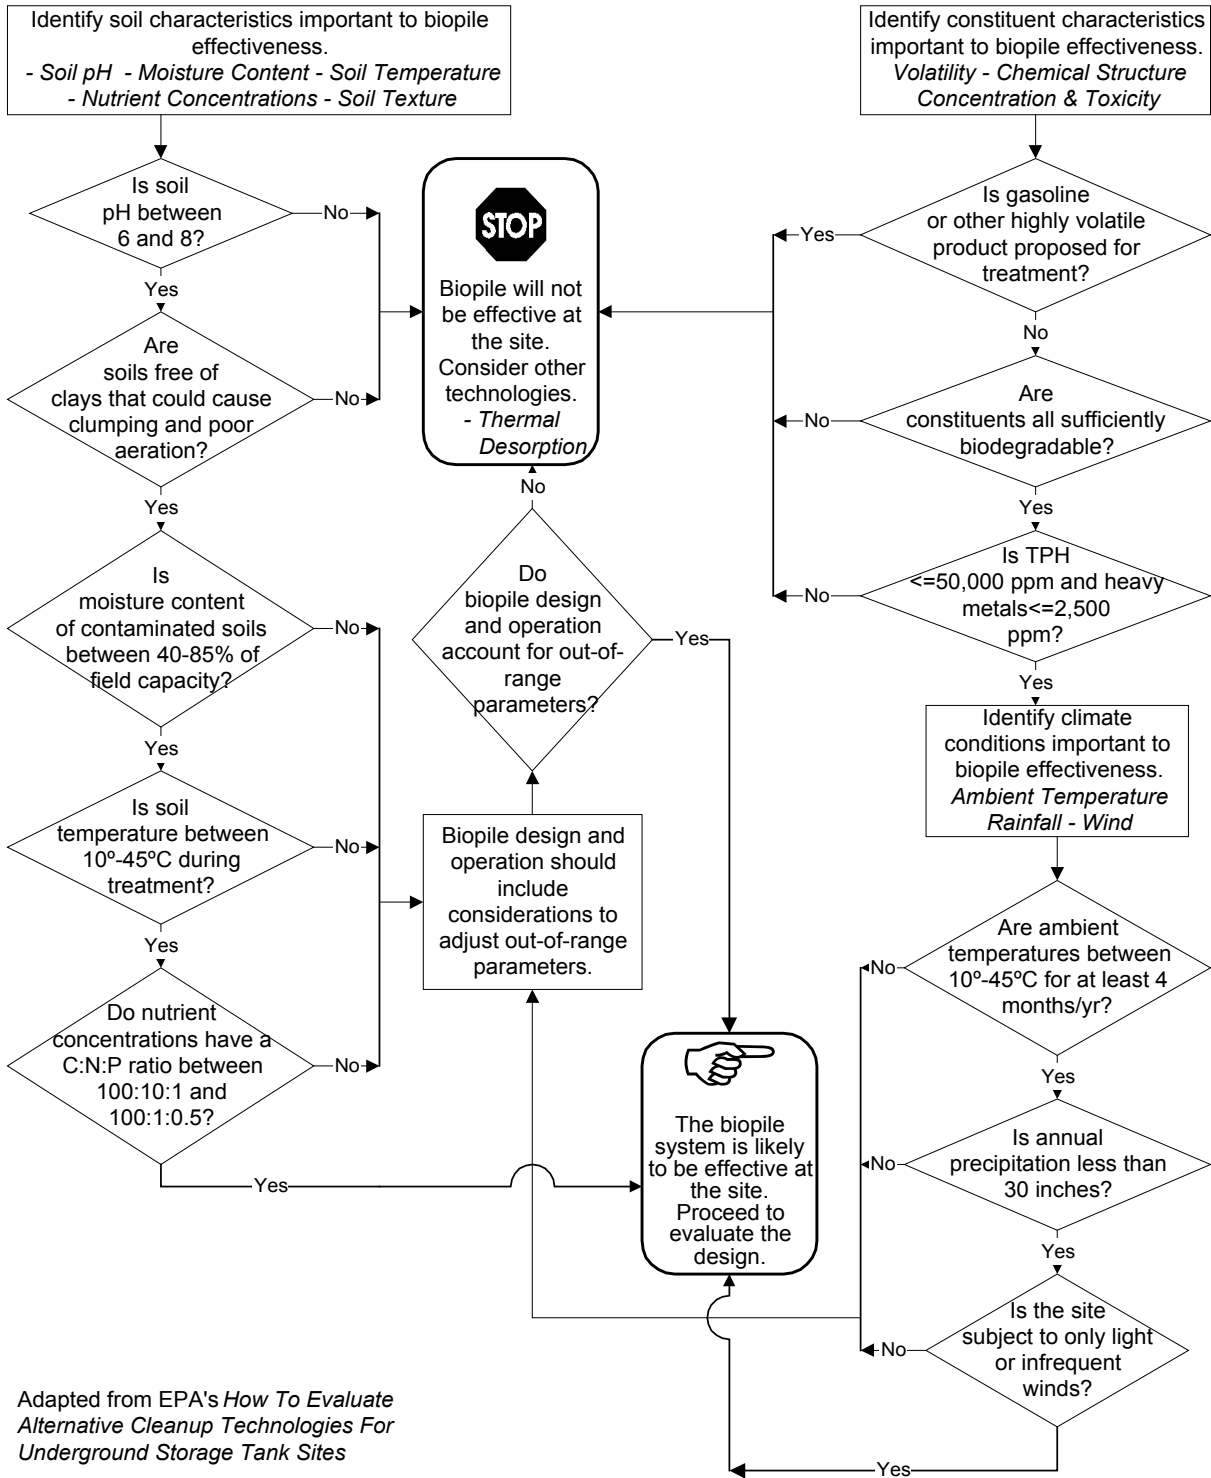 Identify soil characteristics important to biopile
effectiveness.
- Soil pH - Moisture Content - Soil Temperature
- Nutrient Concentrations - Soil Texture
Is soil
pH between
6 and 8?
No
Yes
Are
soils free of
clays that could cause
clumping and poor
aeration?
No
Yes
Is
moisture content
of contaminated soils
between 40-85% of
field capacity?
No
Yes
Is soil
temperature between
10º-45ºC during
treatment?
No
Yes
Do nutrient
concentrations have a
C:N:P ratio between
100:10:1 and
100:1:0.5?
No
Yes
STOP
Biopile will not
be effective at
the site.
Consider other
technologies.
- Thermal
Desorption
No
Do
biopile design
and operation
account for out-of-
range
parameters?
Yes
Biopile design and
operation should
include
considerations to
adjust out-of-range
parameters.
The biopile
system is likely
to be effective at
the site.
Proceed to
evaluate the
design.
Identify constituent characteristics
important to biopile effectiveness.
Volatility - Chemical Structure
Concentration & Toxicity
Is gasoline
or other highly volatile
product proposed for
treatment?
Yes
No
Are
constituents all sufficiently
biodegradable?
No
Yes
Is TPH
<=50,000 ppm and heavy
metals<=2,500
ppm?
No
Yes
Identify climate
conditions important to
biopile effectiveness.
Ambient Temperature
Rainfall - Wind
Are ambient
temperatures between
10º-45ºC for at least 4
months/yr?
No
Yes
Is annual
precipitation less than
30 inches?
No
Yes
Is the site
subject to only light
or infrequent
winds?
No
Yes
Adapted from EPA's How To Evaluate
Alternative Cleanup Technologies For
Underground Storage Tank Sites